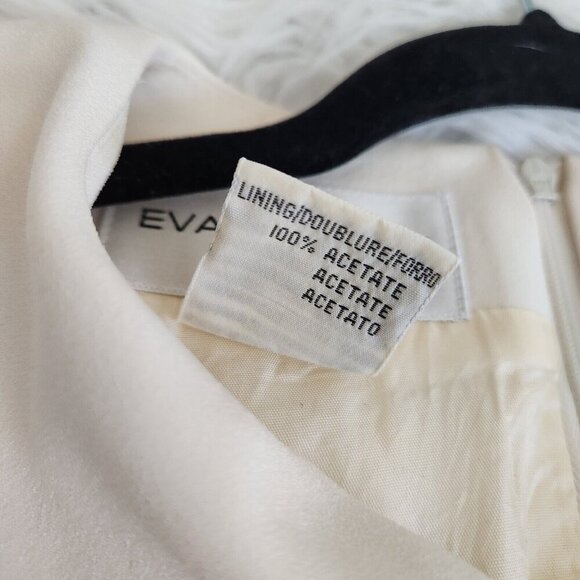 EVA
LINING/DOUBLURE/FORRO
100% ACETATE
ACETATE
ACETATO